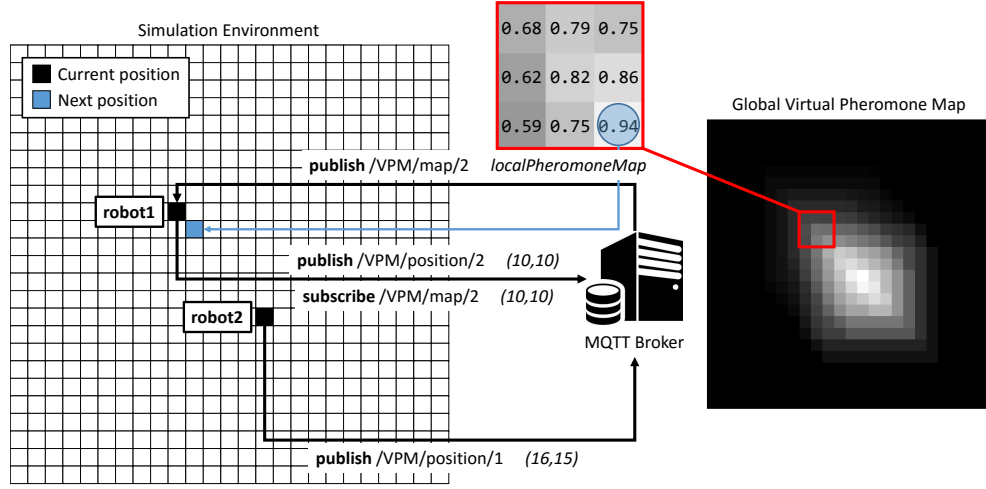 Simulation Environment
Current position
Next position
0.68 0.79 0.75
0.62 0.82 0.86
0.59 0.75 0.94
Global Virtual Pheromone Map
publish /VPM/map/2 localPheromoneMap
robot1
publish /VPM/position/2 (10,10)
subscribe /VPM/map/2 (10,10)
robot2
MQTT Broker
publish /VPM/position/1 (16,15)